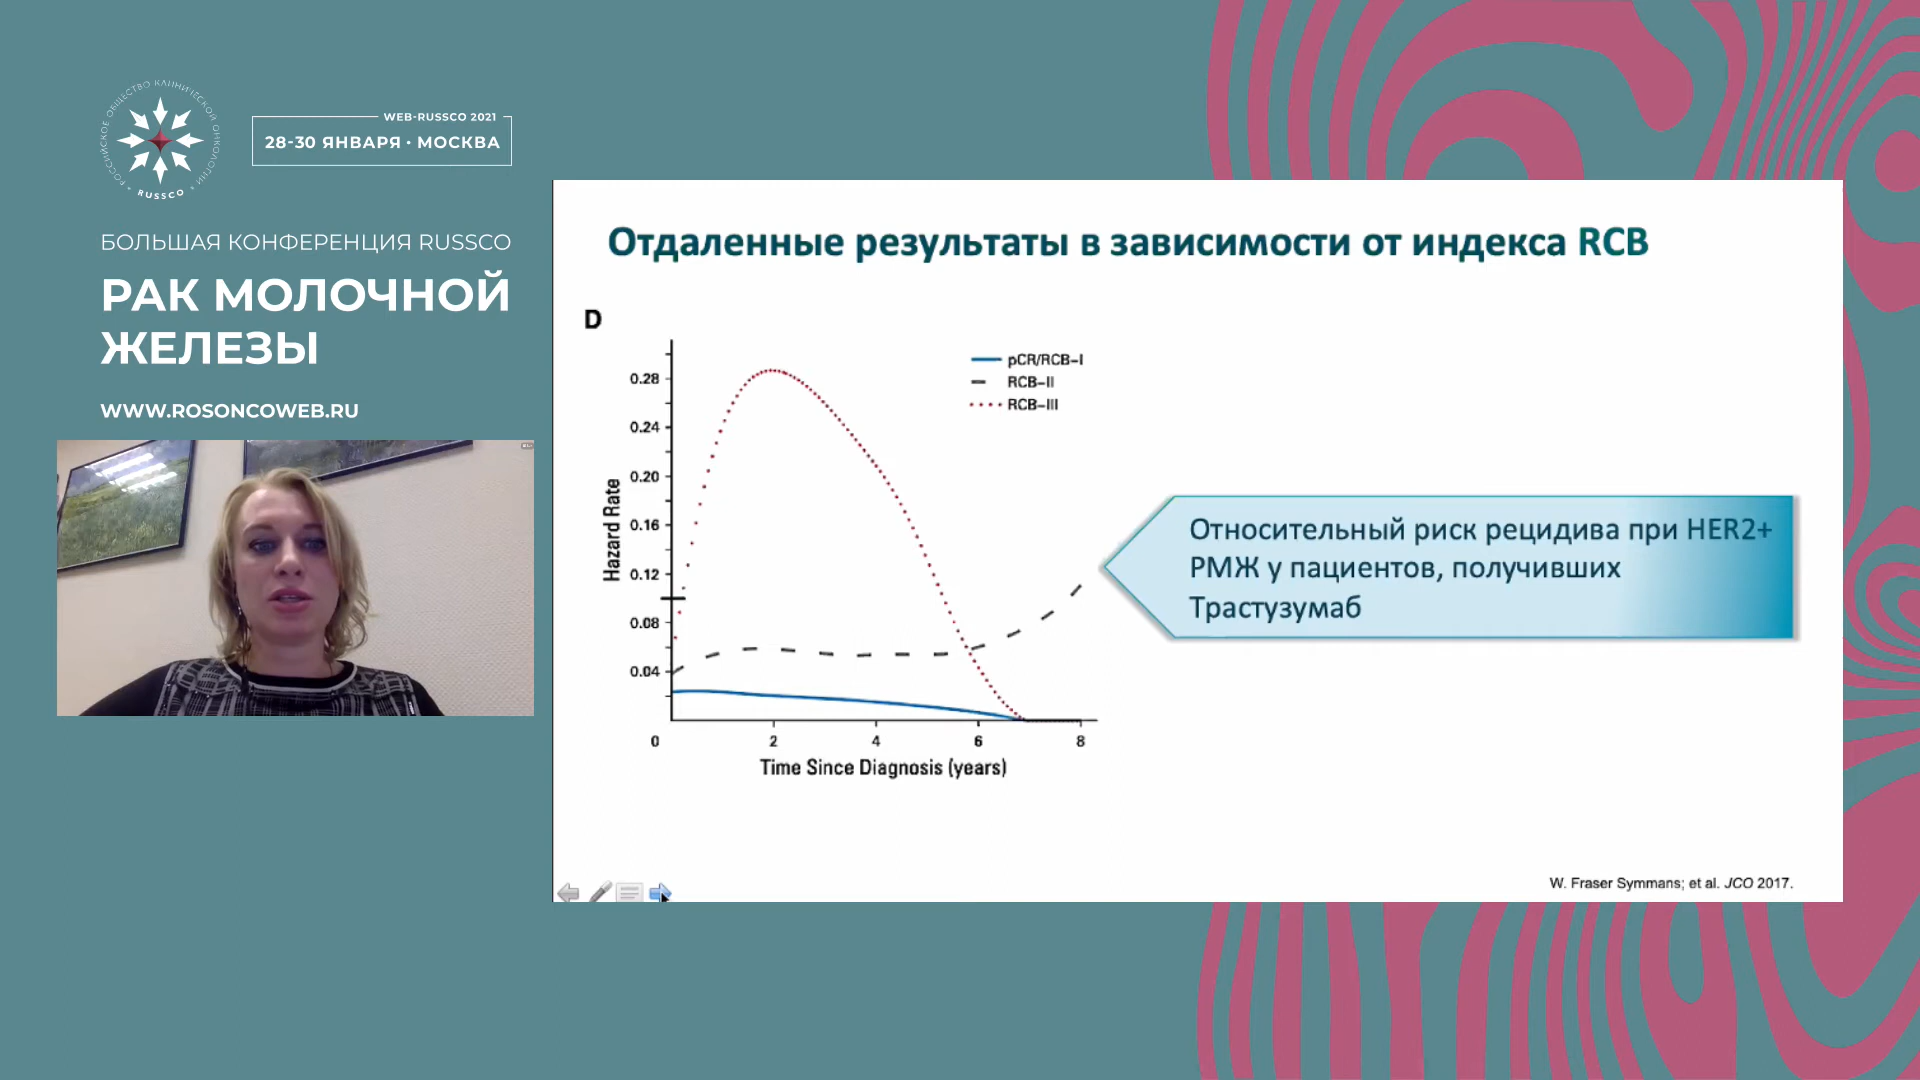 РОССИЙСКОЕ ОБЩЕСТВО КЛИНИЧЕСКОЙ ОНКОЛОГИИ
• RUSSCO •
WEB-RUSSCO 2021
28-30 ЯНВАРЯ · МОСКВА
БОЛЬШАЯ КОНФЕРЕНЦИЯ RUSSCO
РАК МОЛОЧНОЙ
ЖЕЛЕЗЫ
WWW.ROSONCOWEB.RU
Отдаленные результаты в зависимости от индекса RCB
D
pCR/RCB–I
RCB–II
RCB–III
0.28
0.24
0.20
0.16
0.12
0.08
0.04
Hazard Rate
0 2 4 6 8
Time Since Diagnosis (years)
Относительный риск рецидива при HER2+
РМЖ у пациентов, получивших
Трастузумаб
W. Fraser Symmans; et al. JCO 2017.